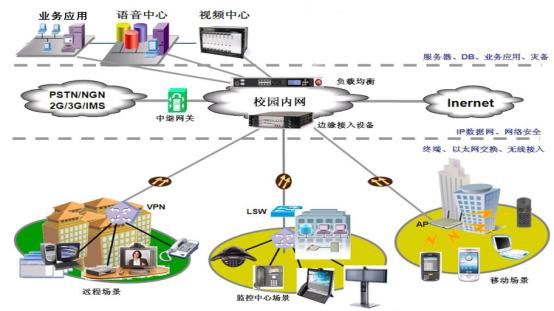 业务应用
语音中心
视频中心
服务器、DB、业务应用、灾备
负载均衡
PSTN/NGN
2G/3G/IMS
中继网关
校园内网
Inernet
边缘接入设备
IP数据网、网络安全
终端、以太网交换、无线接入
VPN
LSW
AP
远程场景
监控中心场景
移动场景